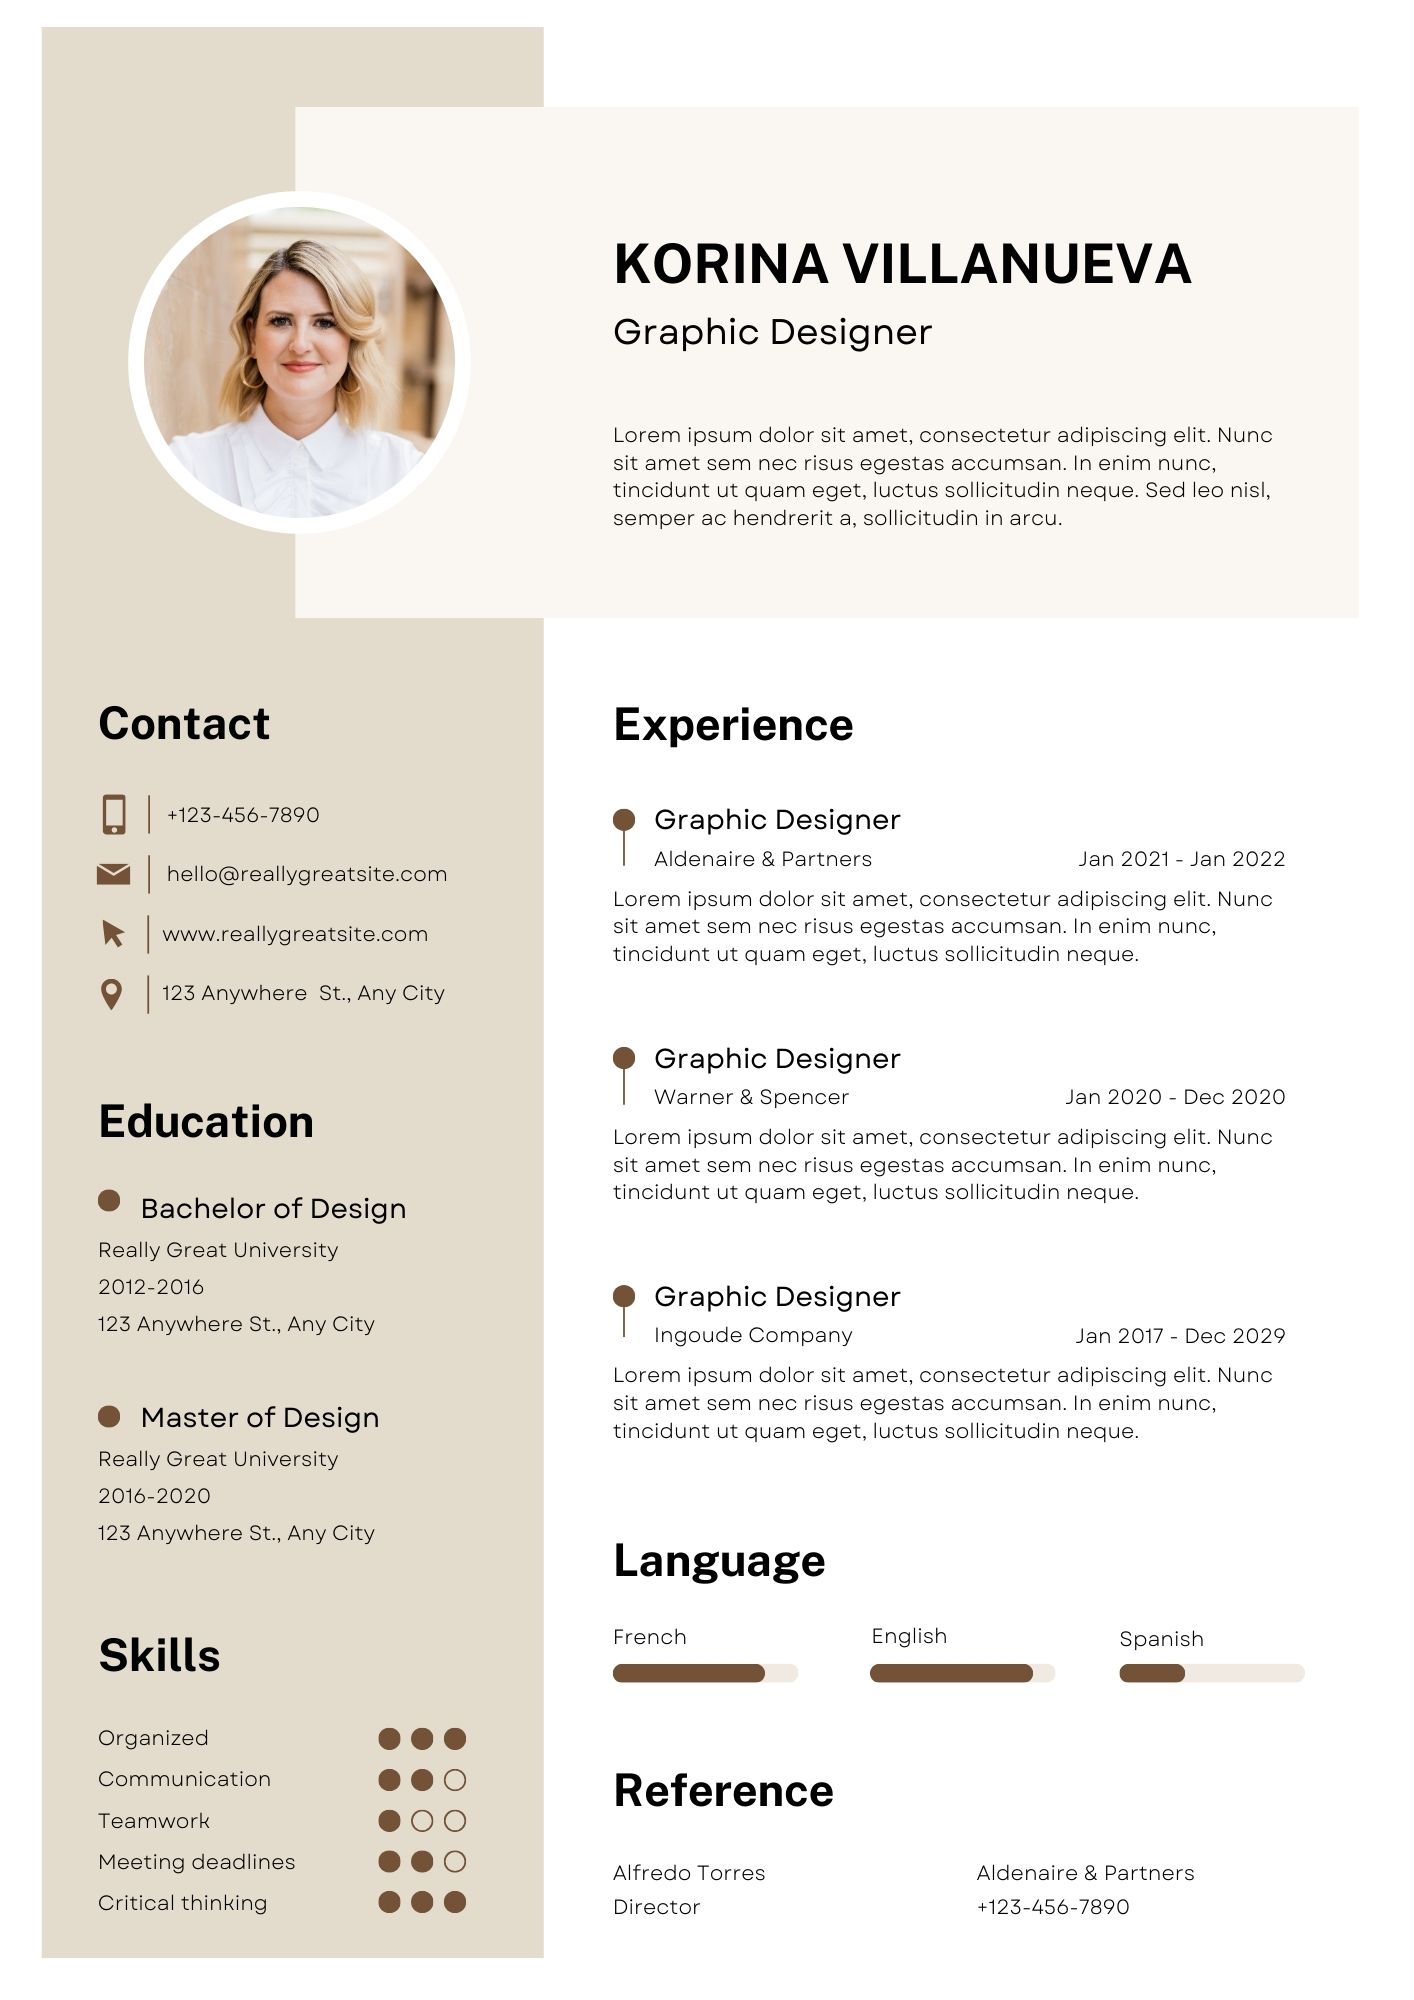 KORINA VILLANUEVA
Graphic Designer
Lorem ipsum dolor sit amet, consectetur adipiscing elit. Nunc
sit amet sem nec risus egestas accumsan. In enim nunc,
tincidunt ut quam eget, luctus sollicitudin neque. Sed leo nisl,
semper ac hendrerit a, sollicitudin in arcu.
Contact
+123-456-7890
hello@reallygreatsite.com
www.reallygreatsite.com
123 Anywhere  St., Any City
Education
Bachelor of Design
Really Great University
2012-2016
123 Anywhere St., Any City
Master of Design
Really Great University
2016-2020
123 Anywhere St., Any City
Skills
Organized
Communication
Teamwork
Meeting deadlines
Critical thinking
Experience
Graphic Designer
Aldenaire & Partners Jan 2021 - Jan 2022
Lorem ipsum dolor sit amet, consectetur adipiscing elit. Nunc
sit amet sem nec risus egestas accumsan. In enim nunc,
tincidunt ut quam eget, luctus sollicitudin neque.
Graphic Designer
Warner & Spencer Jan 2020 - Dec 2020
Lorem ipsum dolor sit amet, consectetur adipiscing elit. Nunc
sit amet sem nec risus egestas accumsan. In enim nunc,
tincidunt ut quam eget, luctus sollicitudin neque.
Graphic Designer
Ingoude Company Jan 2017 - Dec 2029
Lorem ipsum dolor sit amet, consectetur adipiscing elit. Nunc
sit amet sem nec risus egestas accumsan. In enim nunc,
tincidunt ut quam eget, luctus sollicitudin neque.
Language
French English Spanish
Reference
Alfredo Torres Aldenaire & Partners
Director +123-456-7890